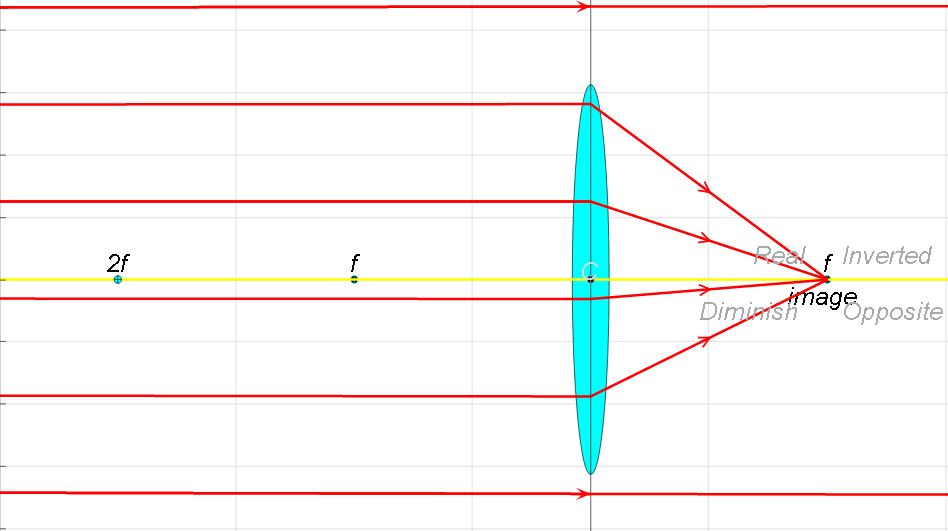 2f
f
C
f
Real
Inverted
image
Diminish
Opposite